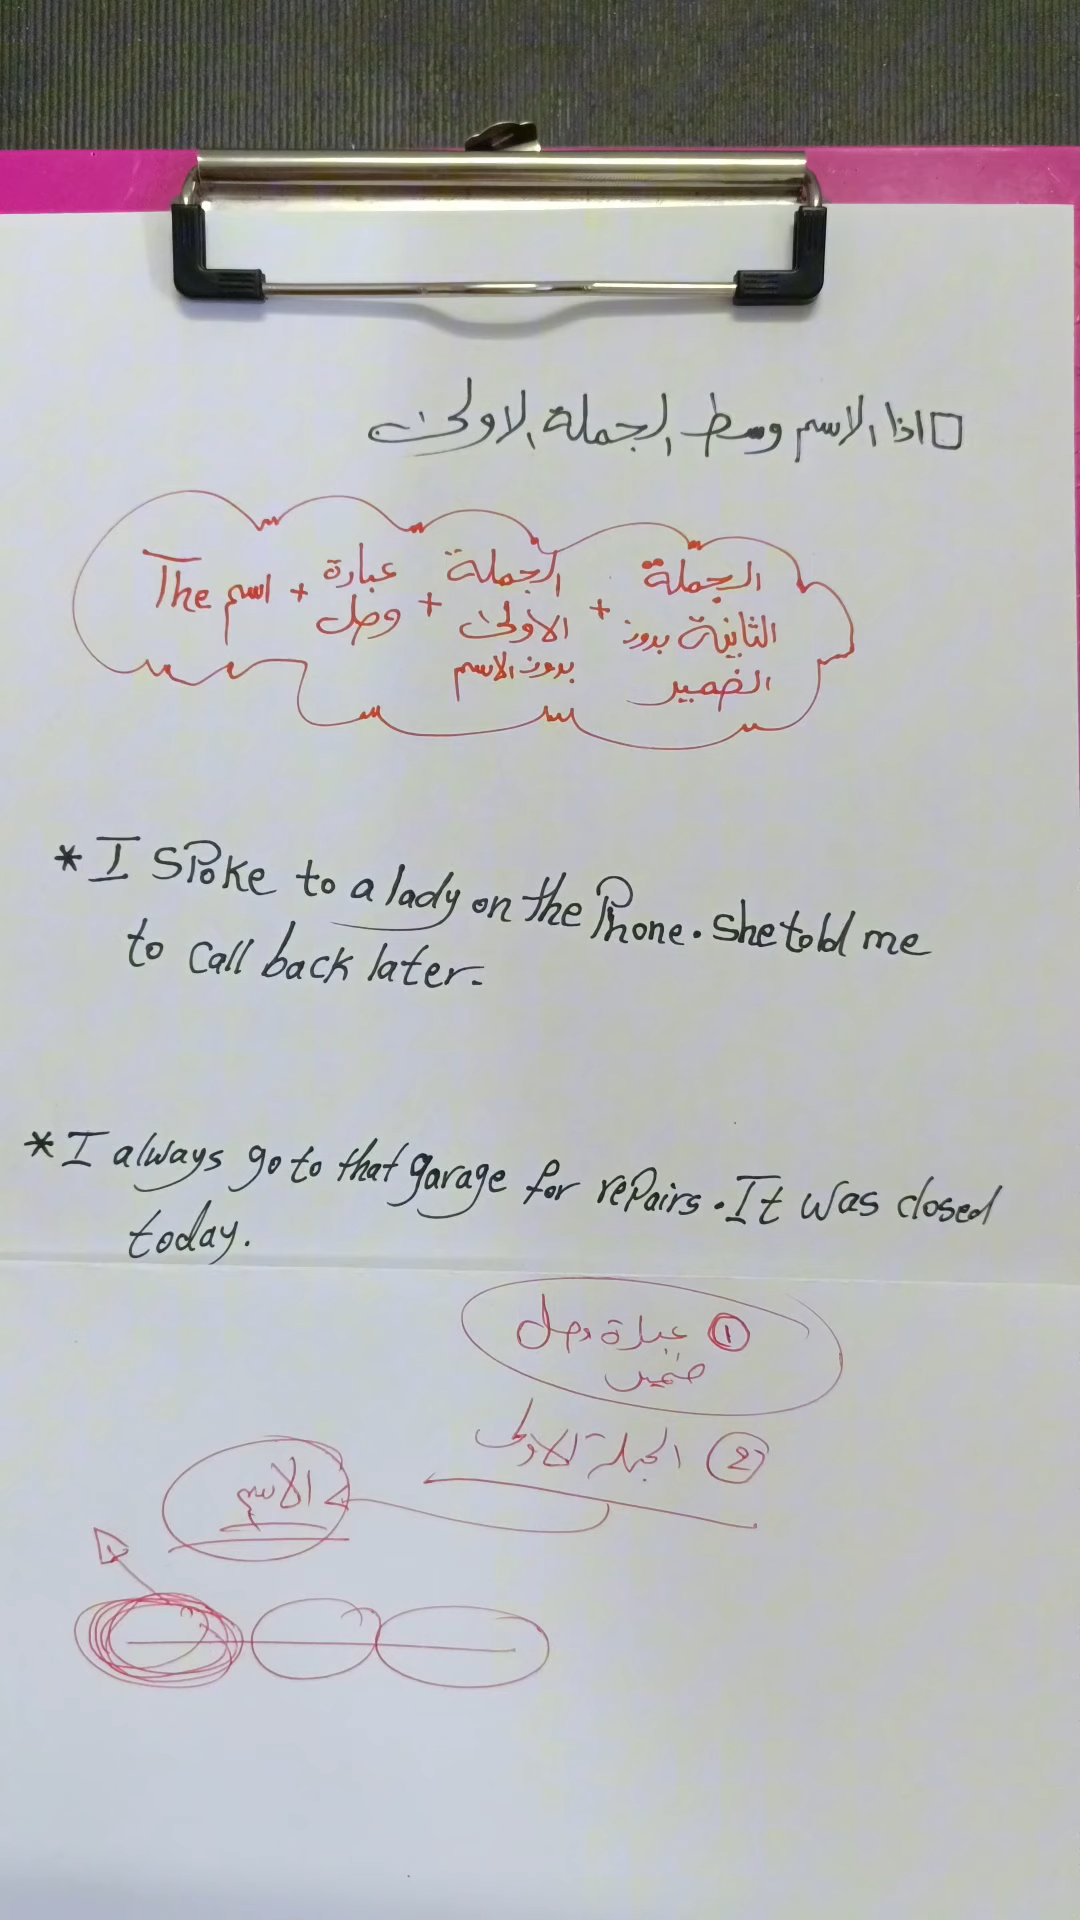 □ اذا الاسم وسط الجملة الاولى
The اسم + عبارة وصل + الجملة الاولى بدون الاسم + الجملة الثانية بدون الضمير
* I spoke to a lady on the Phone. She told me
to call back later.
* I always go to that garage for repairs. It was closed
today.
① عبارة وصل
ضمير
② الجملة الاولى
الاسم